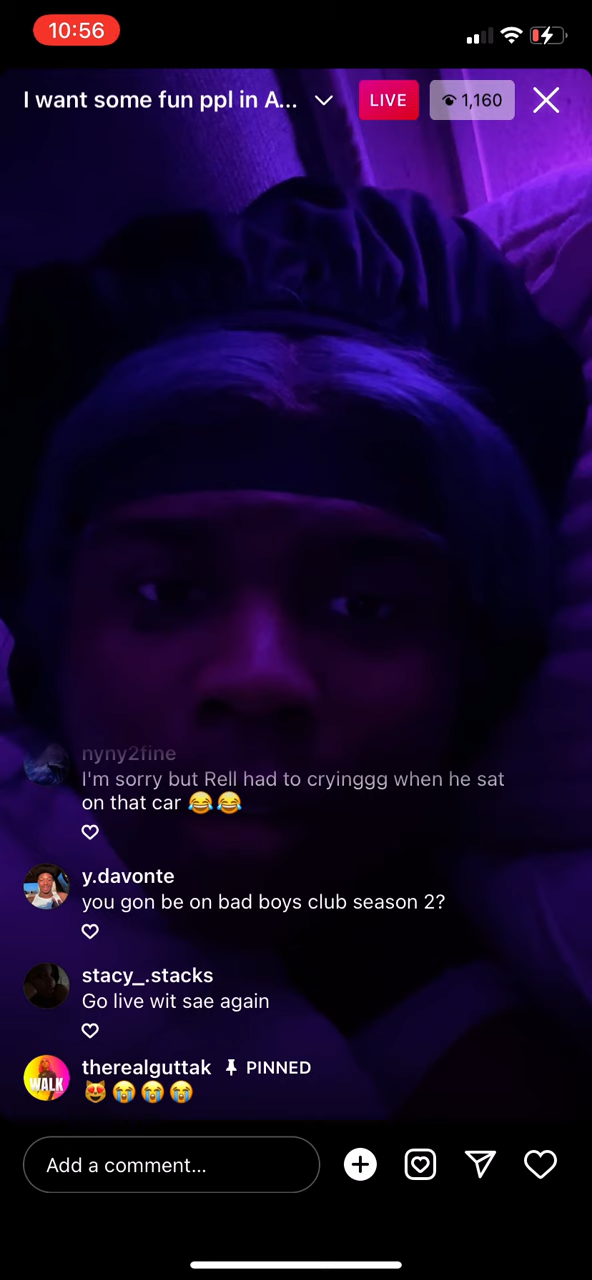 10:56
I want some fun ppl in A...
LIVE
1,160
nyny2fine
I'm sorry but Rell had to cryinggg when he sat
on that car 😂😂
y.davonte
you gon be on bad boys club season 2?
stacy_.stacks
Go live wit sae again
WALK
therealguttak PINNED
😻😭😭😭
Add a comment...